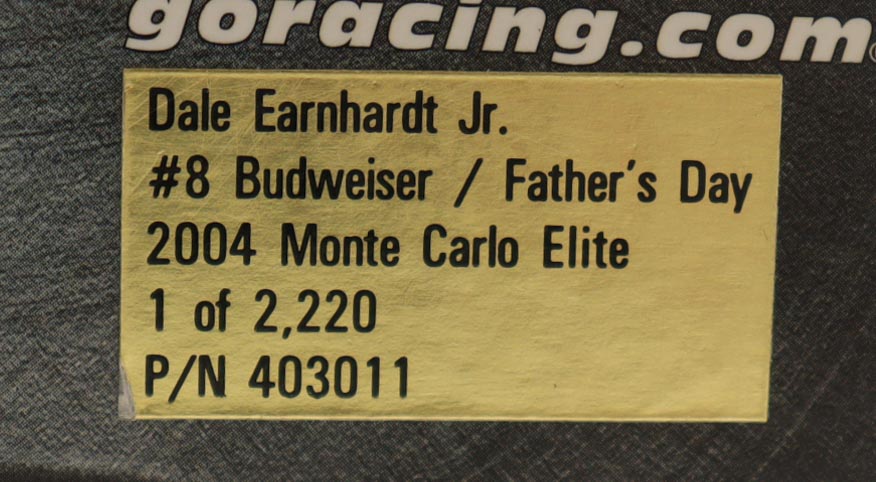 goracing.com
Dale Earnhardt Jr.
#8 Budweiser / Father's Day
2004 Monte Carlo Elite
1 of 2,220
P/N 403011